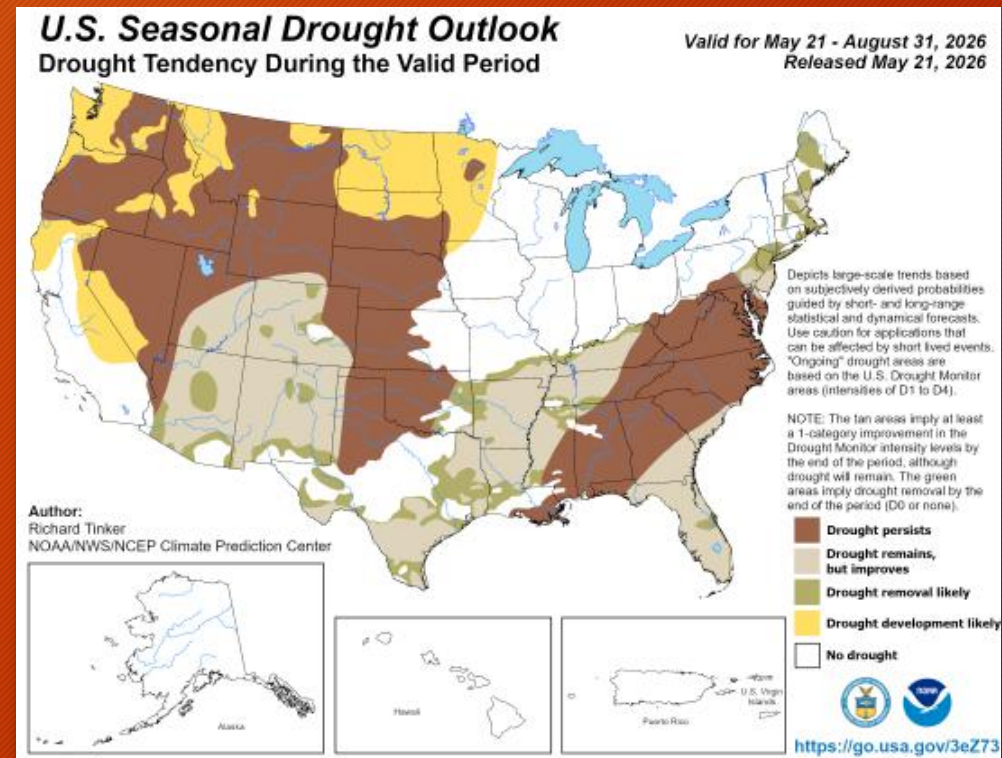 U.S. Seasonal Drought Outlook
Drought Tendency During the Valid Period
Valid for May 21 - August 31, 2026
Released May 21, 2026
Depicts large-scale trends based
on subjectively derived probabilities
guided by short- and long-range
statistical and dynamical forecasts.
Use caution for applications that
can be affected by short lived events.
"Ongoing" drought areas are
based on the U.S. Drought Monitor
areas (intensities of D1 to D4).
NOTE: The tan areas imply at least
a 1-category improvement in the
Drought Monitor intensity levels by
the end of the period, although
drought will remain. The green
areas imply drought removal by the
end of the period (D0 or none).
Author:
Richard Tinker
NOAA/NWS/NCEP Climate Prediction Center
Drought persists
Drought remains,
but improves
Drought removal likely
Drought development likely
No drought
Alaska
Hawaii
Puerto Rico
U.S. Virgin
Islands
NOAA
https://go.usa.gov/3eZ73